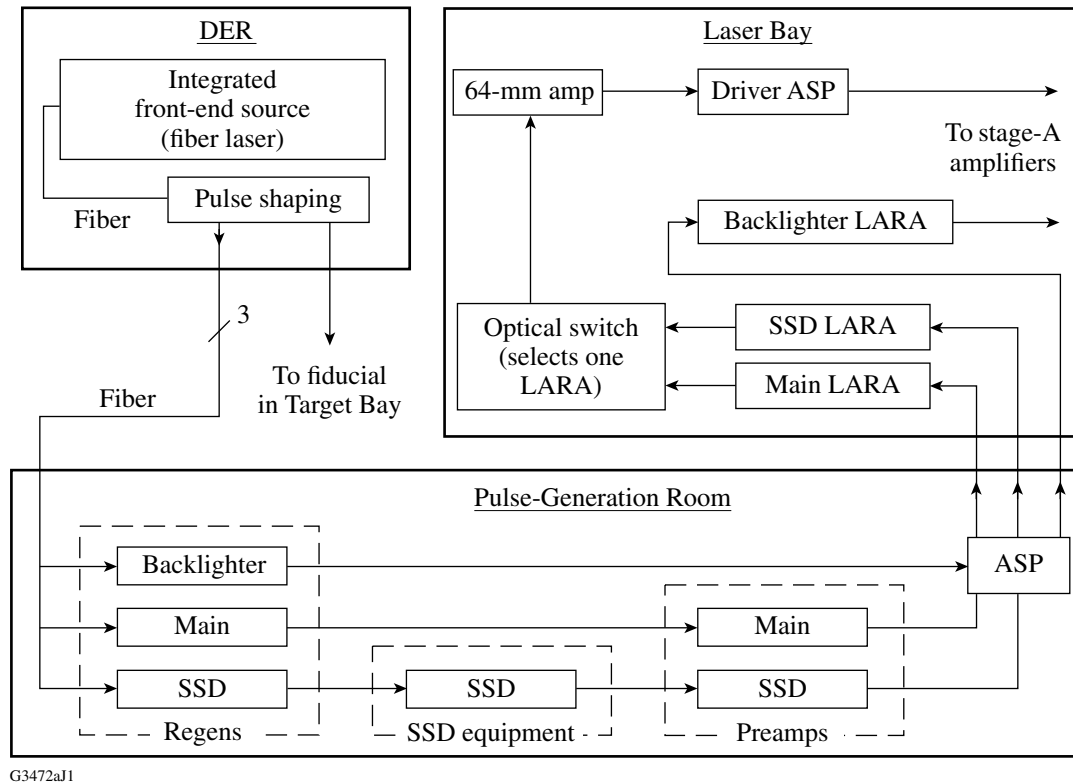 DER
Integrated
front-end source
(fiber laser)
Fiber
Pulse shaping
3
To fiducial
in Target Bay
Fiber
Laser Bay
64-mm amp
Driver ASP
To stage-A
amplifiers
Backlighter LARA
Optical switch
(selects one
LARA)
SSD LARA
Main LARA
Pulse-Generation Room
Backlighter
ASP
Main
Main
SSD
SSD
SSD
Regens
SSD equipment
Preamps
G3472aJ1